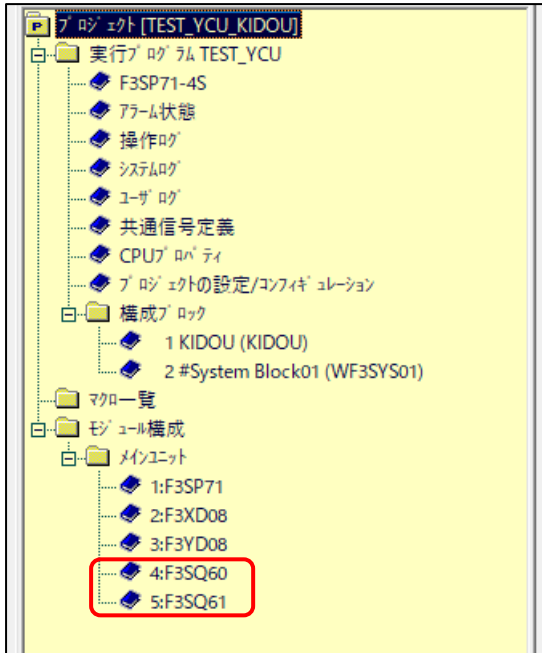 P ﾌﾟﾛｼﾞｪｸﾄ [TEST_YCU_KIDOU]
実行ﾌﾟﾛｸﾞﾗﾑ TEST_YCU
F3SP71-4S
ｱﾗｰﾑ状態
操作ﾛｸﾞ
ｼｽﾃﾑﾛｸﾞ
ﾕｰｻﾞﾛｸﾞ
共通信号定義
CPUﾌﾟﾛﾊﾟﾃｨ
ﾌﾟﾛｼﾞｪｸﾄの設定/ｺﾝﾌｨｷﾞｭﾚｰｼｮﾝ
構成ﾌﾞﾛｯｸ
1 KIDOU (KIDOU)
2 #System Block01 (WF3SYS01)
ﾏｸﾛ一覧
ﾓｼﾞｭｰﾙ構成
ﾒｲﾝﾕﾆｯﾄ
1:F3SP71
2:F3XD08
3:F3YD08
4:F3SQ60
5:F3SQ61